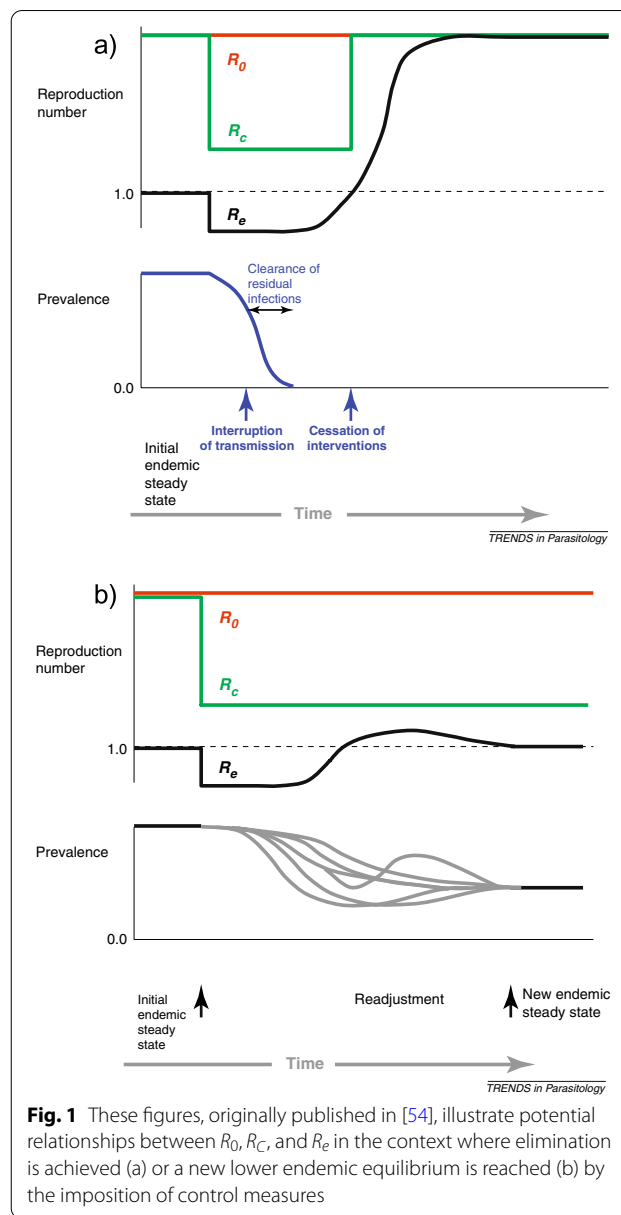 a)
R0
Reproduction
number
Rc
1.0
Re
Clearance of
residual
infections
Prevalence
0.0
Interruption
of transmission
Cessation of
interventions
Initial
endemic
steady
state
Time
TRENDS in Parasitology
b)
R0
Reproduction
number
Rc
1.0
Re
Prevalence
0.0
Initial
endemic
steady
state
Readjustment
New endemic
steady state
Time
TRENDS in Parasitology
Fig. 1 These figures, originally published in [54], illustrate potential
relationships between R0, RC, and Re in the context where elimination
is achieved (a) or a new lower endemic equilibrium is reached (b) by
the imposition of control measures